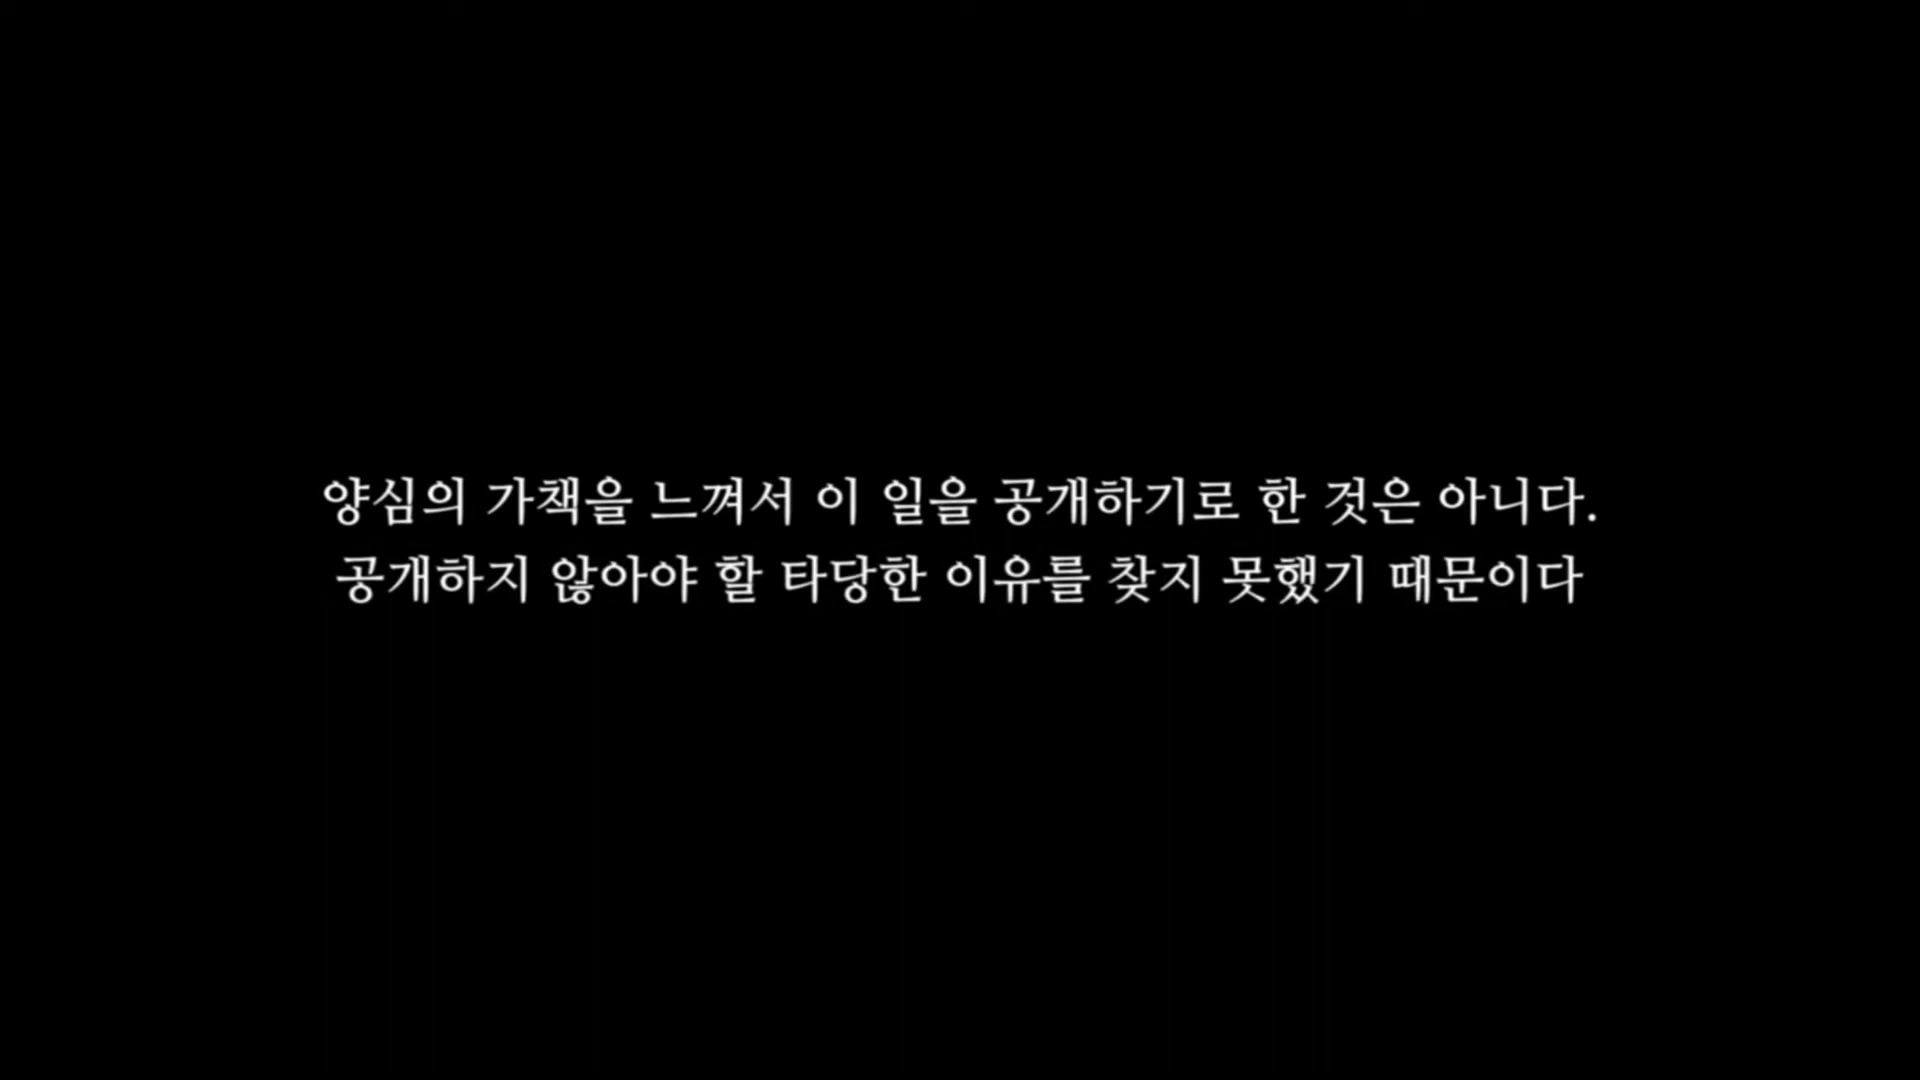 양심의 가책을 느껴서 이 일을 공개하기로 한 것은 아니다.
공개하지 않아야 할 타당한 이유를 찾지 못했기 때문이다